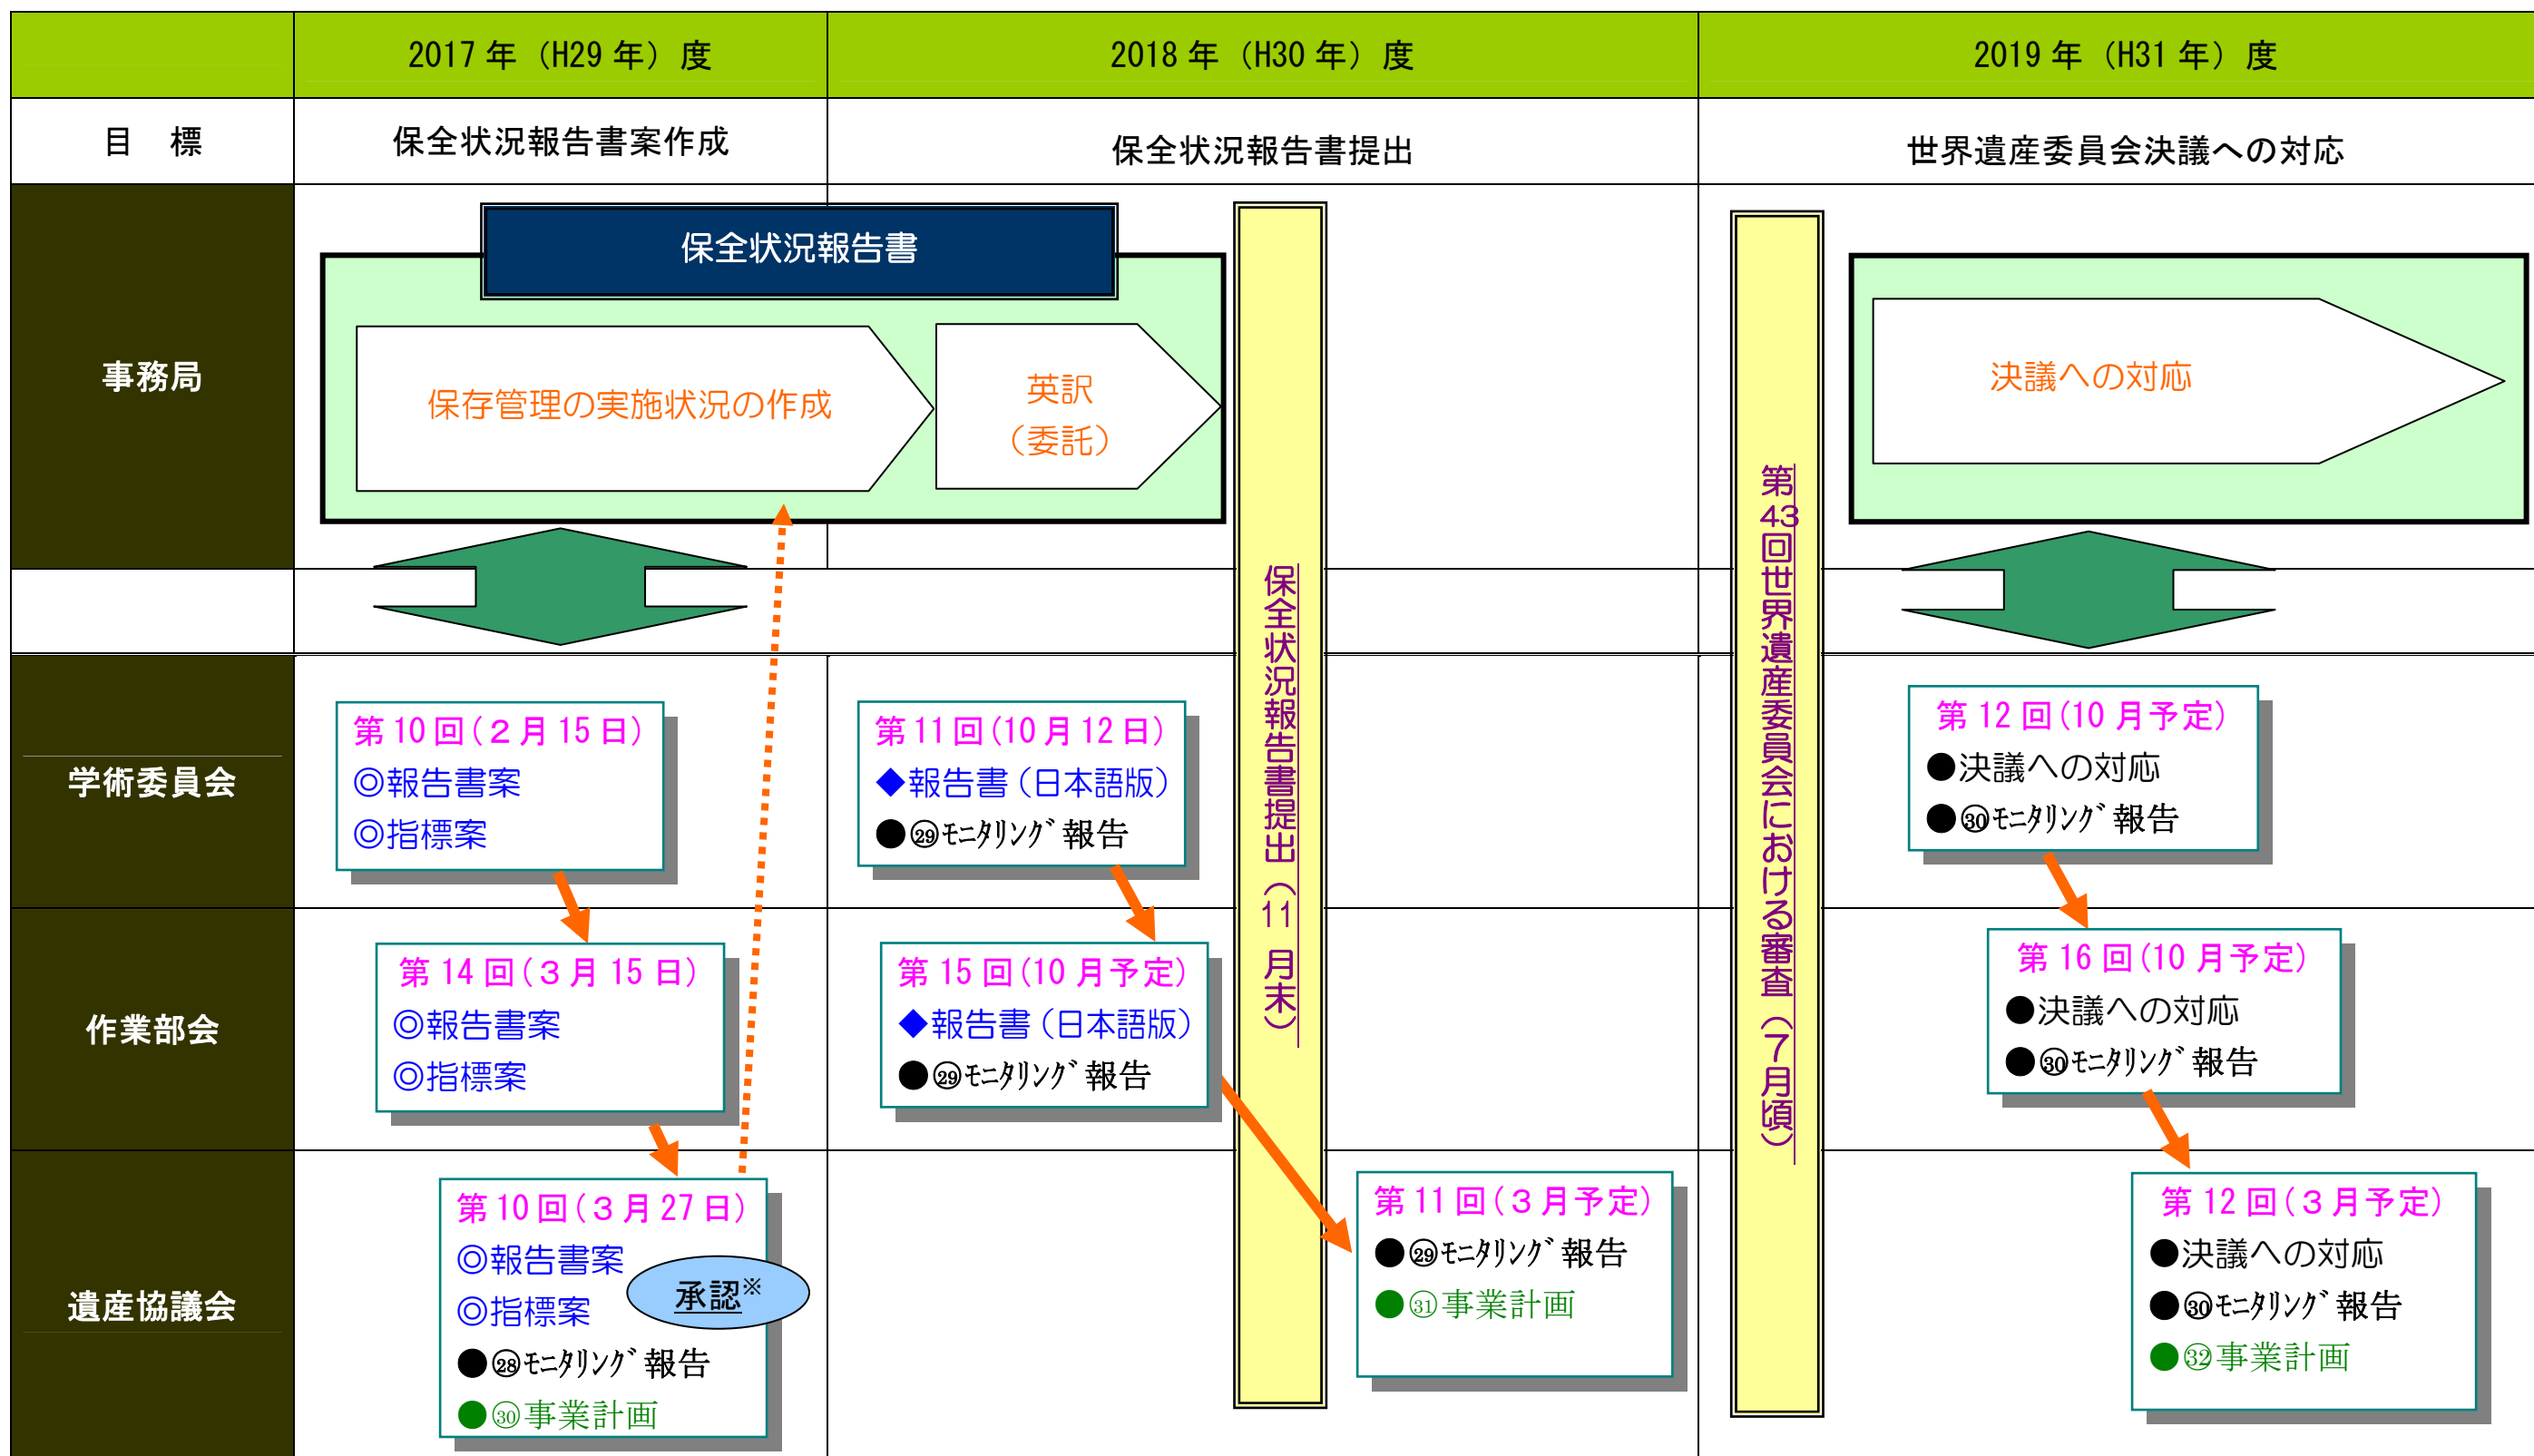 2017 年（H29 年）度
2018 年（H30 年）度
2019 年（H31 年）度
目　標
保全状況報告書案作成
保全状況報告書提出
世界遺産委員会決議への対応
事務局
保全状況報告書
保存管理の実施状況の作成
英訳
（委託）
保全状況報告書提出（11 月末）
第43回世界遺産委員会における審査（7月頃）
決議への対応
学術委員会
第 10 回(２月 15 日)
◎報告書案
◎指標案
第 11 回(10 月 12 日)
◆報告書（日本語版）
●㉙ﾓﾆﾀﾘﾝｸﾞ報告
第 12 回(10 月予定)
●決議への対応
●㉚ﾓﾆﾀﾘﾝｸﾞ報告
作業部会
第 14 回(３月 15 日)
◎報告書案
◎指標案
第 15 回(10 月予定)
◆報告書（日本語版）
●㉙ﾓﾆﾀﾘﾝｸﾞ報告
第 16 回(10 月予定)
●決議への対応
●㉚ﾓﾆﾀﾘﾝｸﾞ報告
遺産協議会
第 10 回(３月 27 日)
◎報告書案
◎指標案
承認※
●㉘ﾓﾆﾀﾘﾝｸﾞ報告
●㉚事業計画
第 11 回(３月予定)
●㉙ﾓﾆﾀﾘﾝｸﾞ報告
●㉛事業計画
第 12 回(３月予定)
●決議への対応
●㉚ﾓﾆﾀﾘﾝｸﾞ報告
●㉜事業計画